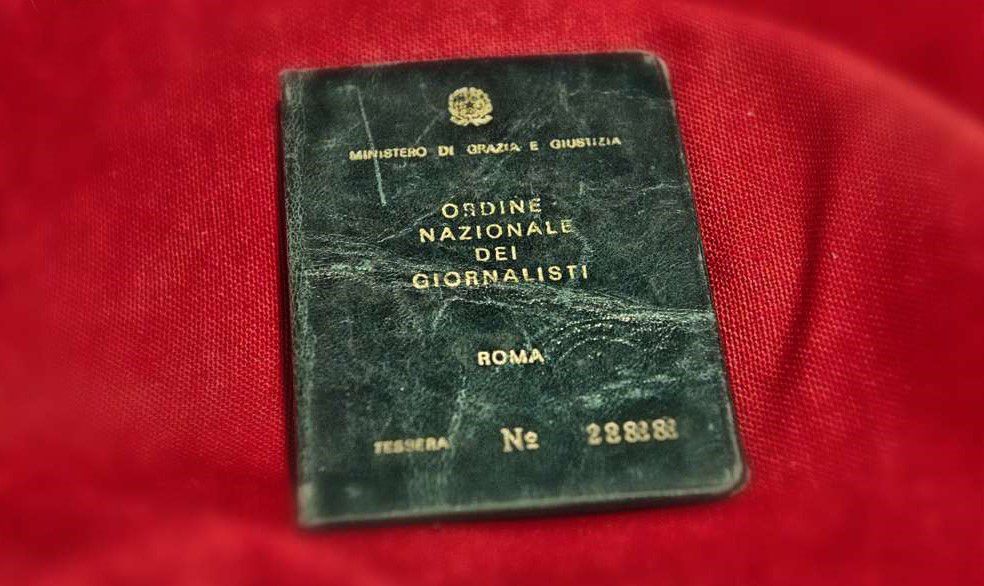 MINISTERO DI GRAZIA E GIUSTIZIA
ORDINE
NAZIONALE
DEI
GIORNALISTI
ROMA
TESSERA Nº